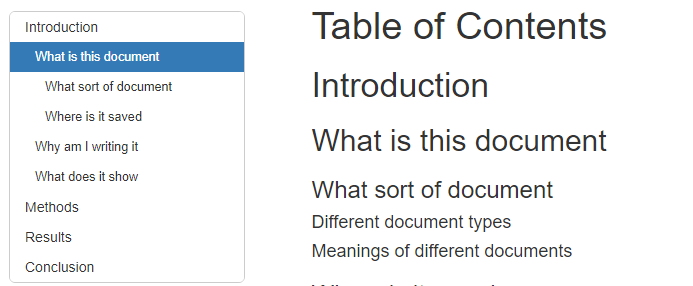 Introduction
What is this document
What sort of document
Where is it saved
Why am I writing it
What does it show
Methods
Results
Conclusion
Table of Contents
Introduction
What is this document
What sort of document
Different document types
Meanings of different documents